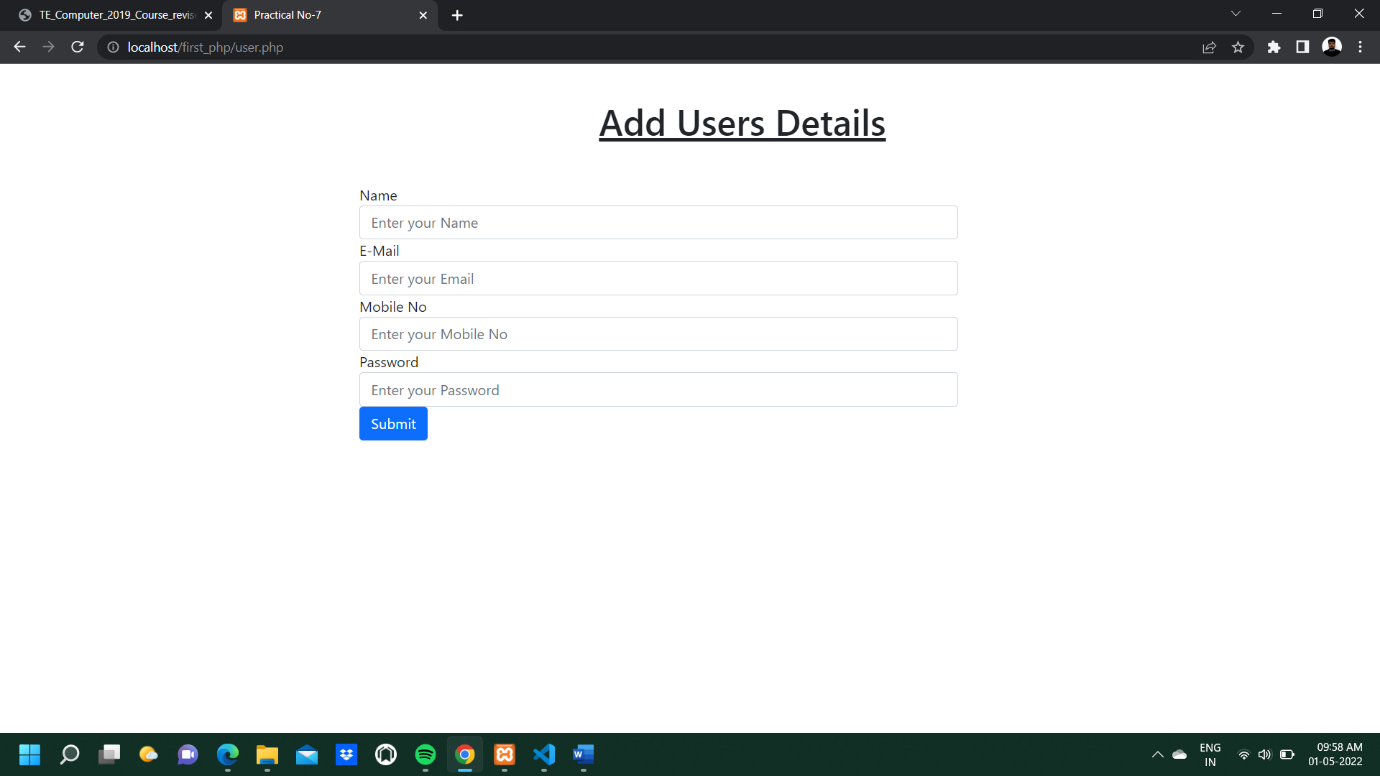 TE_Computer_2019_Course_revis
Practical No-7
localhost/first_php/user.php
Add Users Details
Name
Enter your Name
E-Mail
Enter your Email
Mobile No
Enter your Mobile No
Password
Enter your Password
Submit
ENG
IN
09:58 AM
01-05-2022